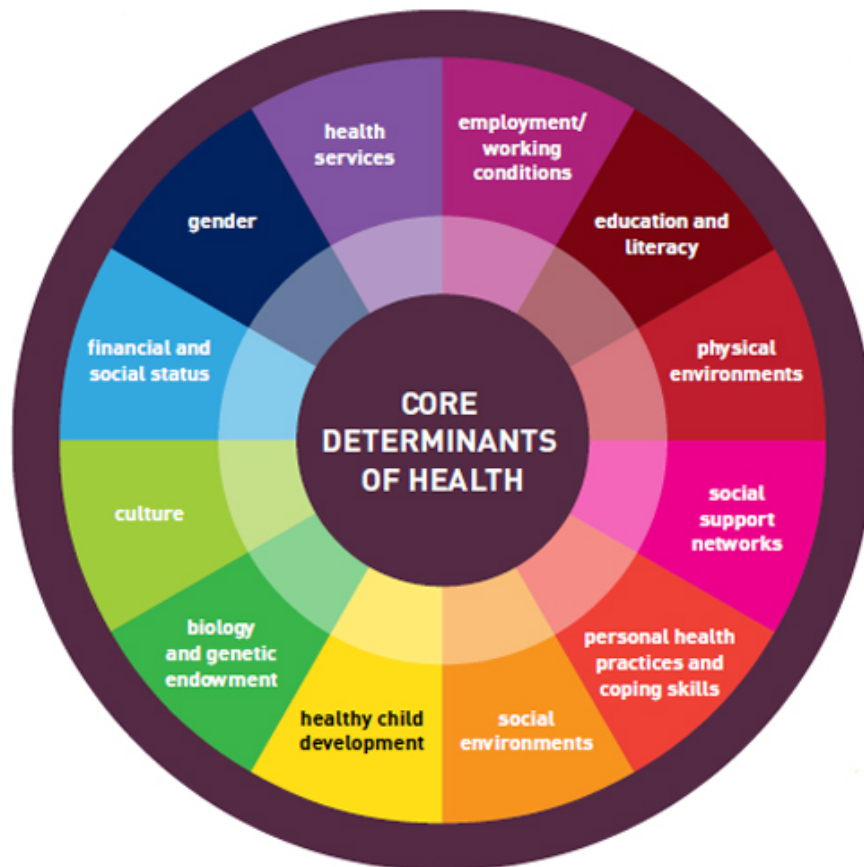 CORE
DETERMINANTS
OF HEALTH
employment/
working
conditions
education and
literacy
physical
environments
social
support
networks
personal health
practices and
coping skills
social
environments
healthy child
development
biology
and genetic
endowment
culture
financial and
social status
gender
health
services